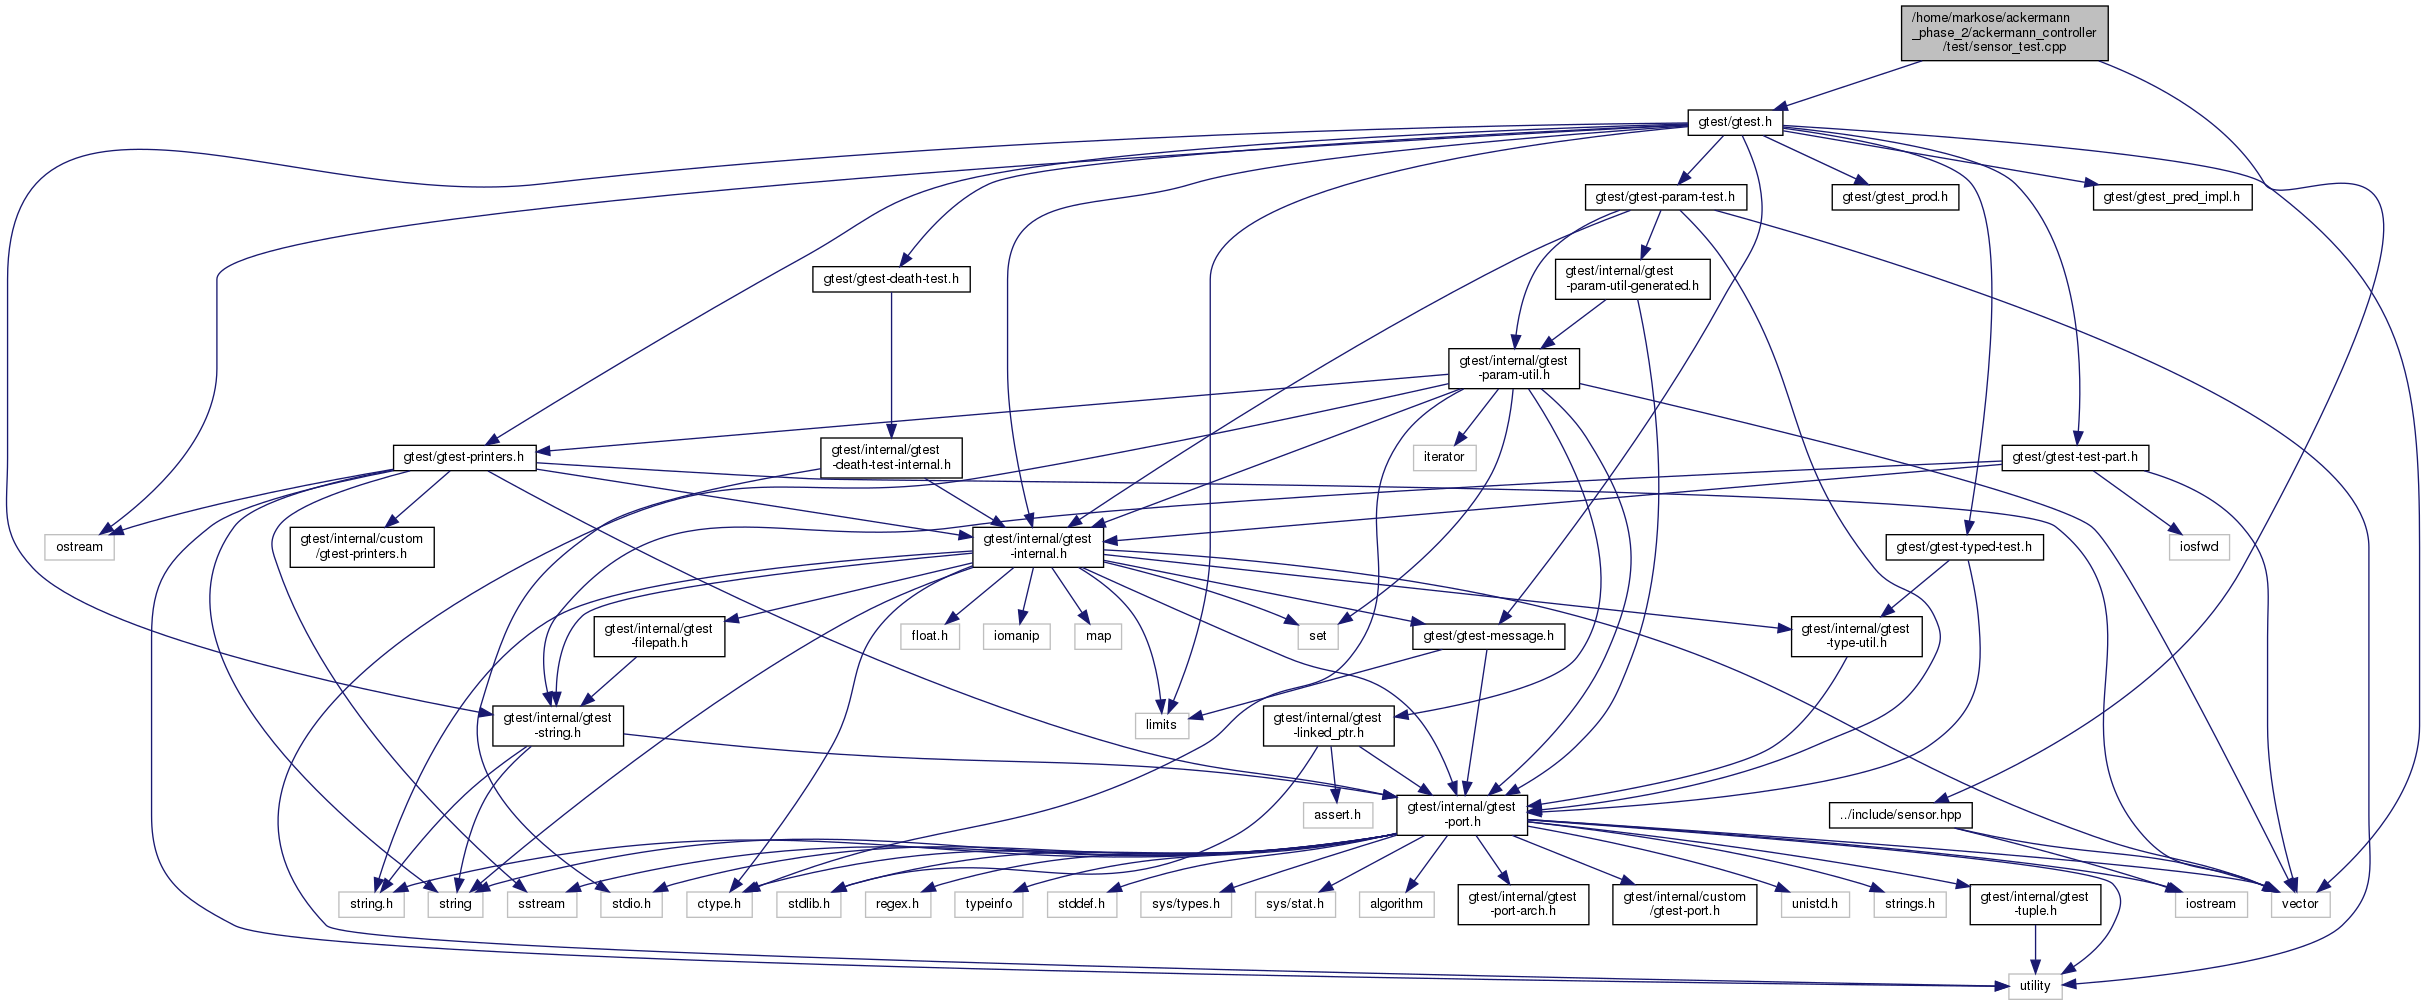 /home/markose/ackermann
_phase_2/ackermann_controller
/test/sensor_test.cpp
gtest/gtest.h
gtest/gtest-param-test.h
gtest/gtest_prod.h
gtest/gtest_pred_impl.h
gtest/gtest-death-test.h
gtest/internal/gtest
-param-util-generated.h
gtest/internal/gtest
-param-util.h
gtest/gtest-printers.h
gtest/internal/gtest
-death-test-internal.h
iterator
gtest/gtest-test-part.h
ostream
gtest/internal/custom
/gtest-printers.h
gtest/internal/gtest
-internal.h
gtest/gtest-typed-test.h
iosfwd
gtest/internal/gtest
-filepath.h
float.h
iomanip
map
set
gtest/gtest-message.h
gtest/internal/gtest
-type-util.h
gtest/internal/gtest
-string.h
limits
gtest/internal/gtest
-linked_ptr.h
assert.h
gtest/internal/gtest
-port.h
../include/sensor.hpp
string.h
string
sstream
stdio.h
ctype.h
stdlib.h
regex.h
typeinfo
stddef.h
sys/types.h
sys/stat.h
algorithm
gtest/internal/gtest
-port-arch.h
gtest/internal/custom
/gtest-port.h
unistd.h
strings.h
gtest/internal/gtest
-tuple.h
iostream
vector
utility